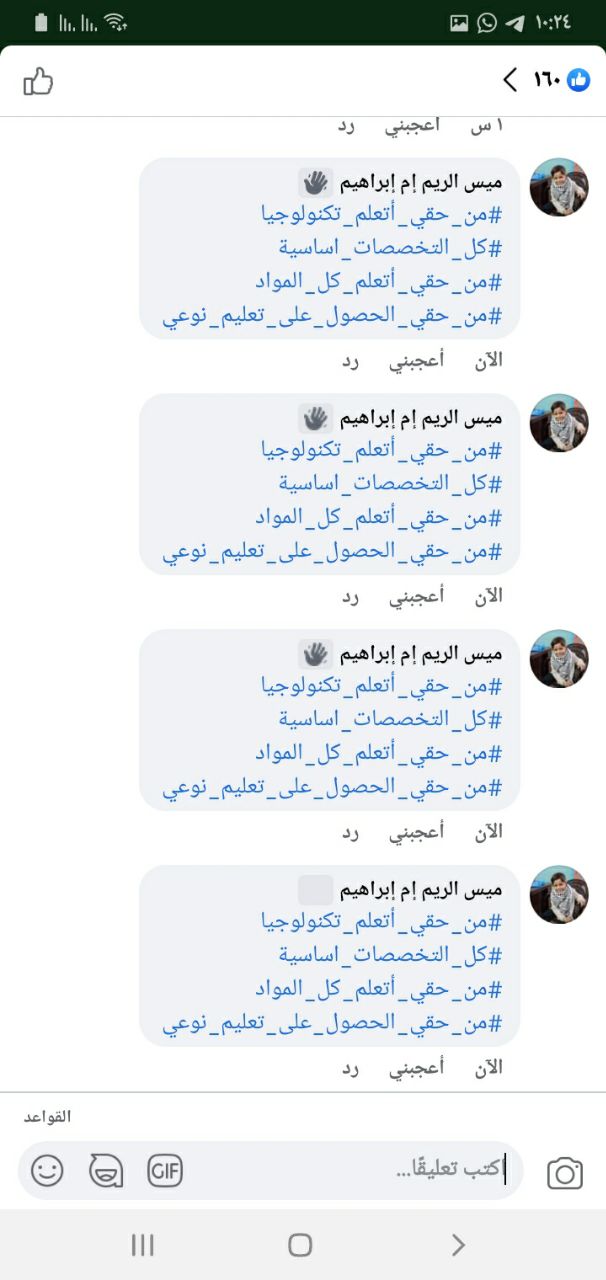 ١٠:٢٤
١٦٠
١ س أعجبني رد
ميس الريم إم إبراهيم
#من_حقي_أتعلم_تكنولوجيا
#كل_التخصصات_اساسية
#من_حقي_أتعلم_كل_المواد
#من_حقي_الحصول_على_تعليم_نوعي
الآن أعجبني رد
ميس الريم إم إبراهيم
#من_حقي_أتعلم_تكنولوجيا
#كل_التخصصات_اساسية
#من_حقي_أتعلم_كل_المواد
#من_حقي_الحصول_على_تعليم_نوعي
الآن أعجبني رد
ميس الريم إم إبراهيم
#من_حقي_أتعلم_تكنولوجيا
#كل_التخصصات_اساسية
#من_حقي_أتعلم_كل_المواد
#من_حقي_الحصول_على_تعليم_نوعي
الآن أعجبني رد
ميس الريم إم إبراهيم
#من_حقي_أتعلم_تكنولوجيا
#كل_التخصصات_اساسية
#من_حقي_أتعلم_كل_المواد
#من_حقي_الحصول_على_تعليم_نوعي
الآن أعجبني رد
القواعد
اكتب تعليقًا...
GIF